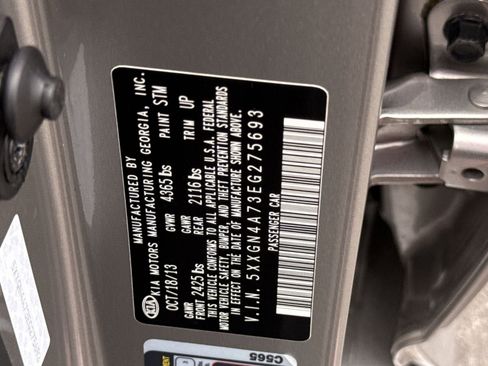 MANUFACTURED BY
KIA KIA MOTORS MANUFACTURING GEORGIA, INC.
OCT/18/13 GVWR 4365 lbs PAINT STM
GAWR FRONT 2425 lbs GAWR REAR 2116 lbs TRIM UP
THIS VEHICLE CONFORMS TO ALL APPLICABLE U.S.A. FEDERAL
MOTOR VEHICLE SAFETY, BUMPER, AND THEFT PREVENTION STANDARDS
IN EFFECT ON THE DATE OF MANUFACTURE SHOWN ABOVE.
V.I.N. 5XXGN4A73EG275693
PASSENGER CAR
C565